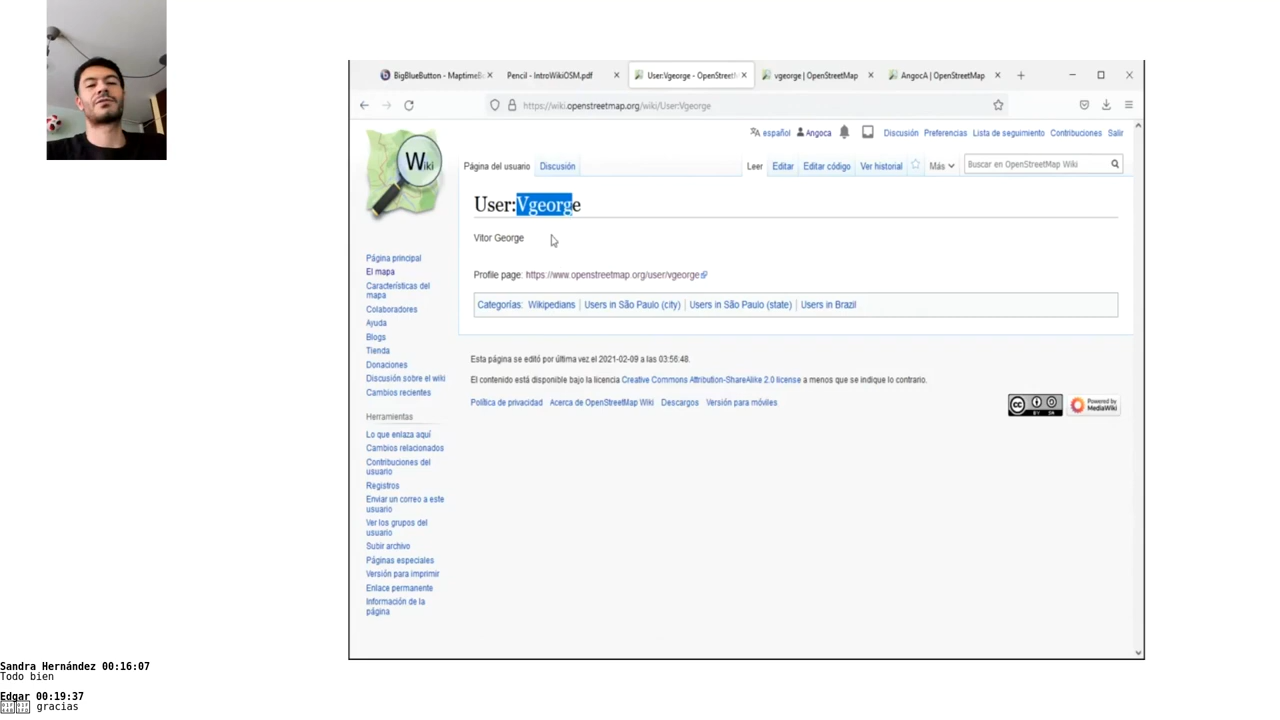 BigBlueButton - Maptime
Pencil - IntroWikiOSM.pdf
User:Vgeorge - OpenStreet
vgeorge | OpenStreetMap
AngocA | OpenStreetMap
https://wiki.openstreetmap.org/wiki/User:Vgeorge
Wiki
español
Angoca
Discusión
Preferencias
Lista de seguimiento
Contribuciones
Salir
Página del usuario
Discusión
Leer
Editar
Editar código
Ver historial
Más
Buscar en OpenStreetMap Wiki
User:Vgeorge
Vitor George
Profile page: https://www.openstreetmap.org/user/vgeorge
Categorías: Wikipedians | Users in São Paulo (city) | Users in São Paulo (state) | Users in Brazil
Esta página se editó por última vez el 2021-02-09 a las 03:56:48.
El contenido está disponible bajo la licencia Creative Commons Attribution-ShareAlike 2.0 license a menos que se indique lo contrario.
Política de privacidad
Acerca de OpenStreetMap Wiki
Descargos
Versión para móviles
CC BY SA
Powered by
MediaWiki
Página principal
El mapa
Características del
mapa
Colaboradores
Ayuda
Blogs
Tienda
Donaciones
Discusión sobre el wiki
Cambios recientes
Herramientas
Lo que enlaza aquí
Cambios relacionados
Contribuciones del
usuario
Registros
Enviar un correo a este
usuario
Ver los grupos del
usuario
Subir archivo
Páginas especiales
Versión para imprimir
Enlace permanente
Información de la
página
Sandra Hernández 00:16:07
Todo bien
Edgar 00:19:37
gracias